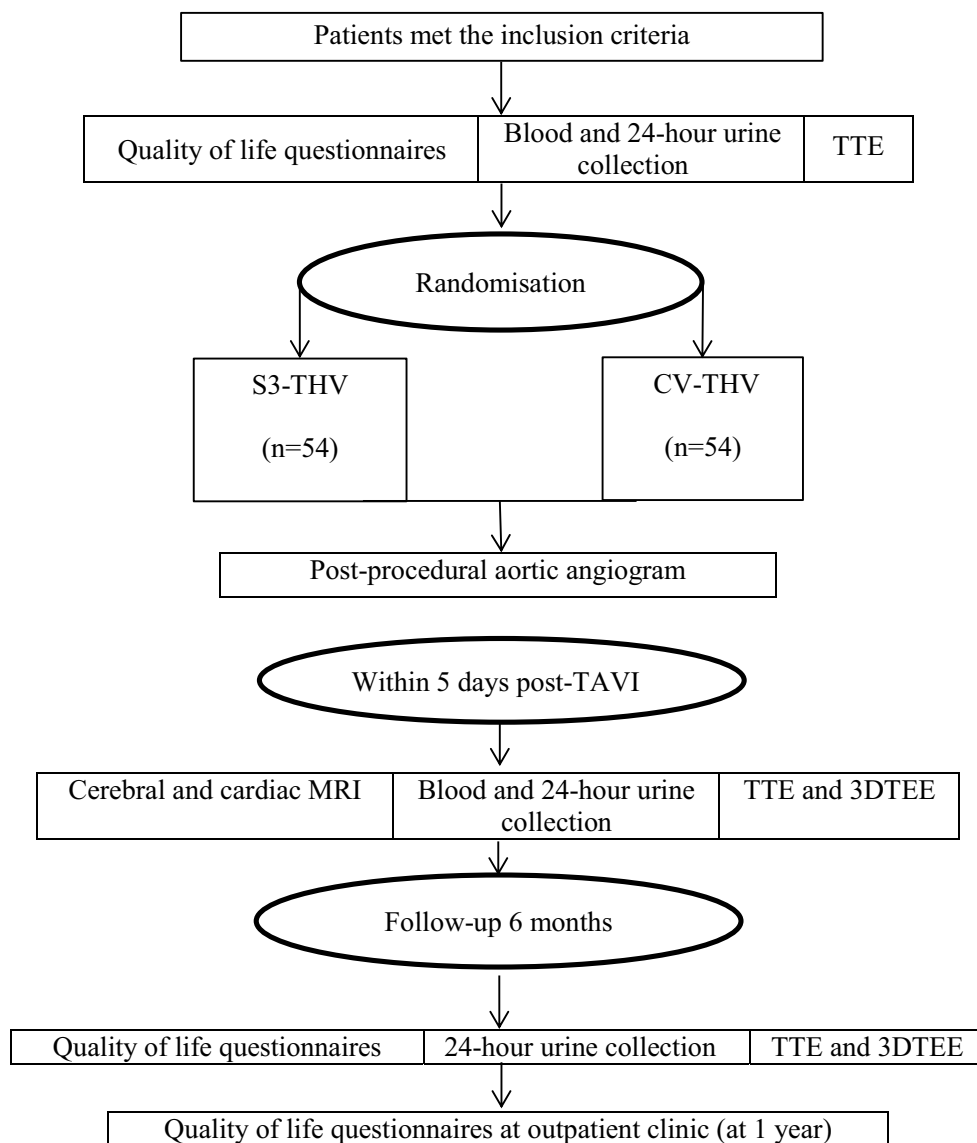 Patients met the inclusion criteria
Quality of life questionnaires
Blood and 24-hour urine
collection
TTE
Randomisation
S3-THV
(n=54)
CV-THV
(n=54)
Post-procedural aortic angiogram
Within 5 days post-TAVI
Cerebral and cardiac MRI
Blood and 24-hour urine
collection
TTE and 3DTEE
Follow-up 6 months
Quality of life questionnaires
24-hour urine collection
TTE and 3DTEE
Quality of life questionnaires at outpatient clinic (at 1 year)